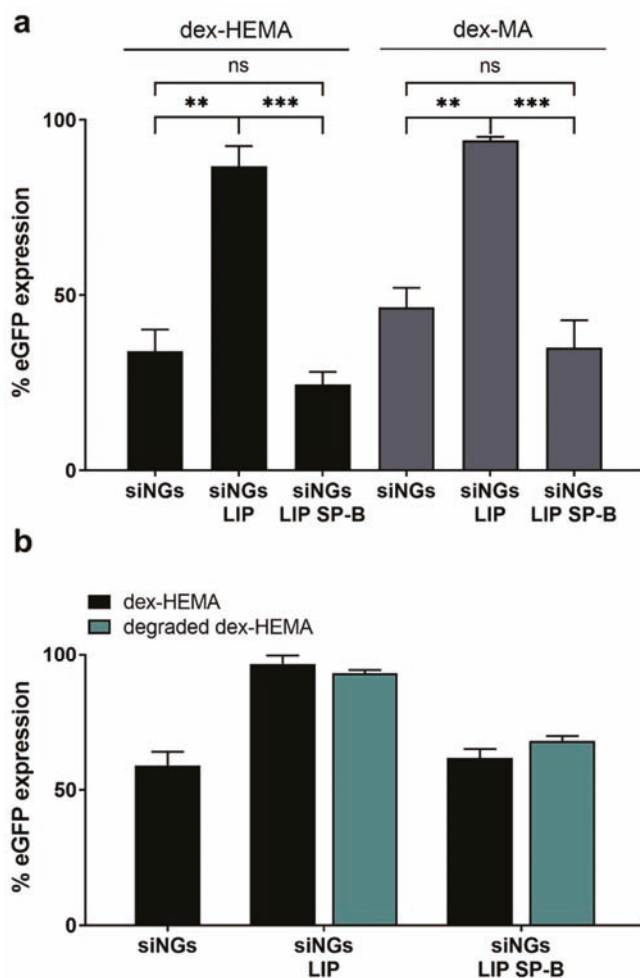 a
dex-HEMA dex-MA
ns ns
** *** ** ***
100
50
0
% eGFP expression
siNGs siNGs siNGs siNGs siNGs siNGs
LIP LIP SP-B LIP LIP SP-B
b
dex-HEMA
degraded dex-HEMA
100
50
0
% eGFP expression
siNGs siNGs siNGs
LIP LIP SP-B